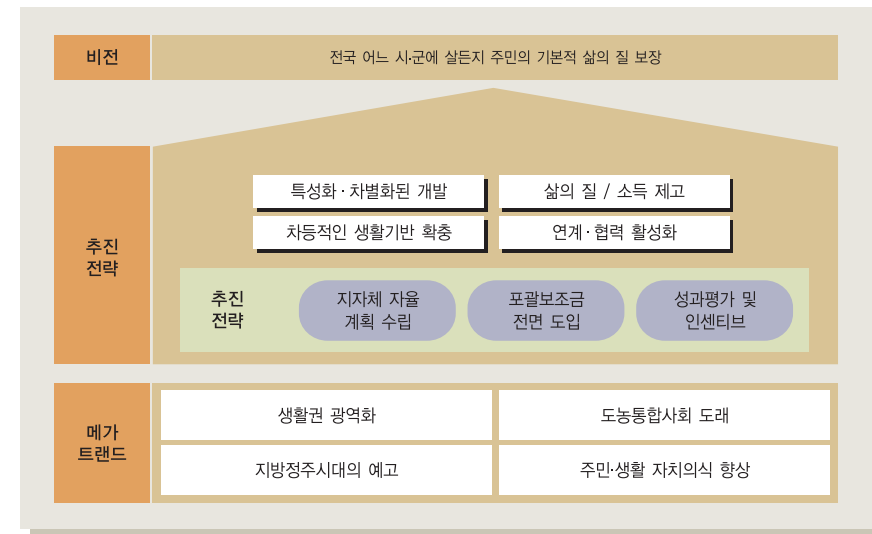 비전
전국 어느 시·군에 살든지 주민의 기본적 삶의 질 보장
추진
전략
특성화·차별화된 개발
삶의 질 / 소득 제고
차등적인 생활기반 확충
연계·협력 활성화
추진
전략
지자체 자율
계획 수립
포괄보조금
전면 도입
성과평가 및
인센티브
메가
트랜드
생활권 광역화
도농통합사회 도래
지방정주시대의 예고
주민·생활 자치의식 향상